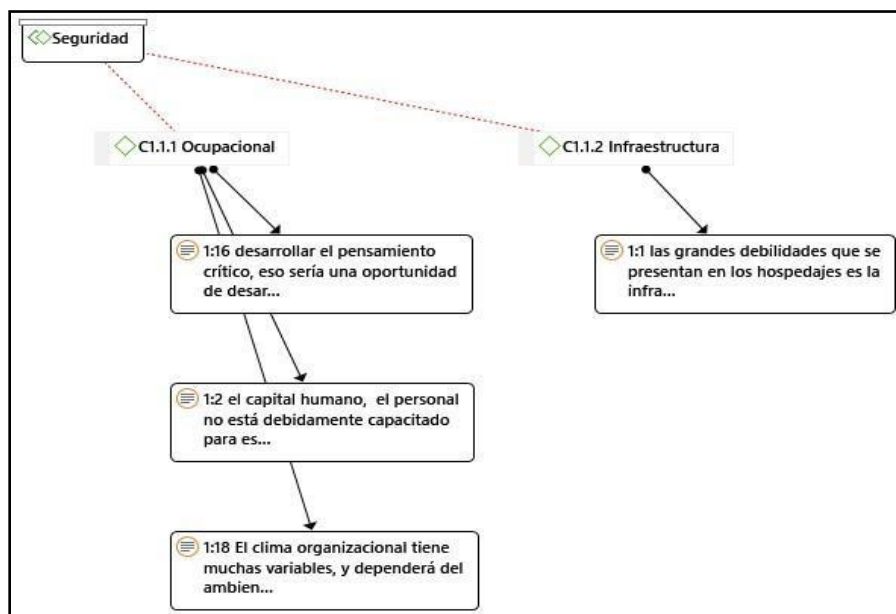 Seguridad
C1.1.1 Ocupacional
C1.1.2 Infraestructura
1:16 desarrollar el pensamiento
crítico, eso sería una oportunidad
de desar...
1:1 las grandes debilidades que se
presentan en los hospedajes es la
infra...
1:2 el capital humano, el personal
no está debidamente capacitado
para es...
1:18 El clima organizacional tiene
muchas variables, y dependerá del
ambien...